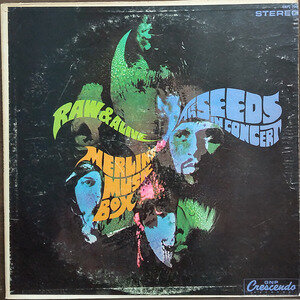 STEREO
THE SEEDS
IN CONCERT
RAW & ALIVE
MERLIN'S
MUSIC
BOX
GNP
Crescendo